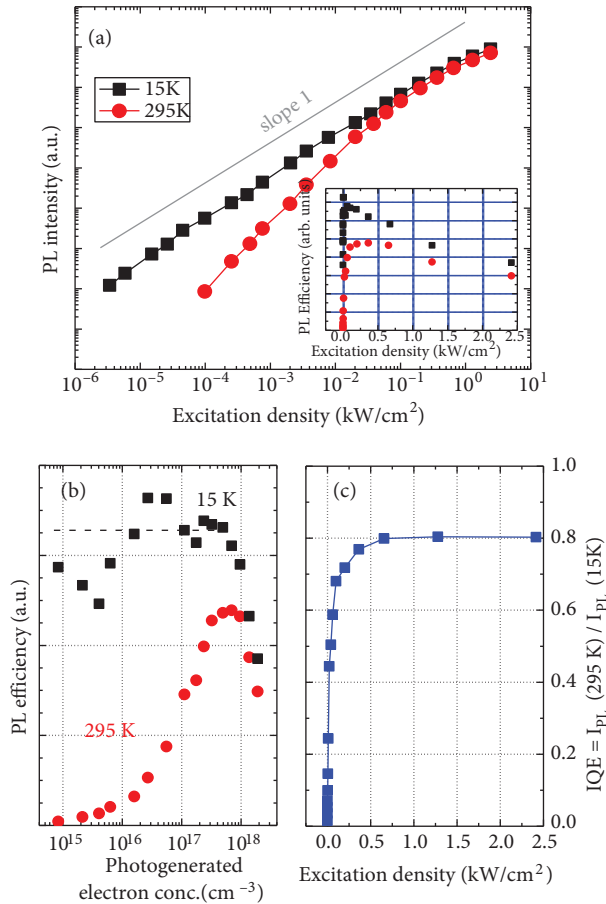 (a)
15K
295K
slope 1
PL intensity (a.u.)
PL Efficiency (arb. units)
0.0 0.5 1.0 1.5 2.0 2.5
Excitation density (kW/cm²)
10⁻⁶ 10⁻⁵ 10⁻⁴ 10⁻³ 10⁻² 10⁻¹ 10⁰ 10¹
Excitation density (kW/cm²)
(b)
15 K
295 K
PL efficiency (a.u.)
10¹⁵ 10¹⁶ 10¹⁷ 10¹⁸
Photogenerated
electron conc.(cm⁻³)
(c)
1.0
0.8
0.6
0.4
0.2
0.0
IQE = I_PL (295 K) / I_PL (15K)
0.0 0.5 1.0 1.5 2.0 2.5
Excitation density (kW/cm²)